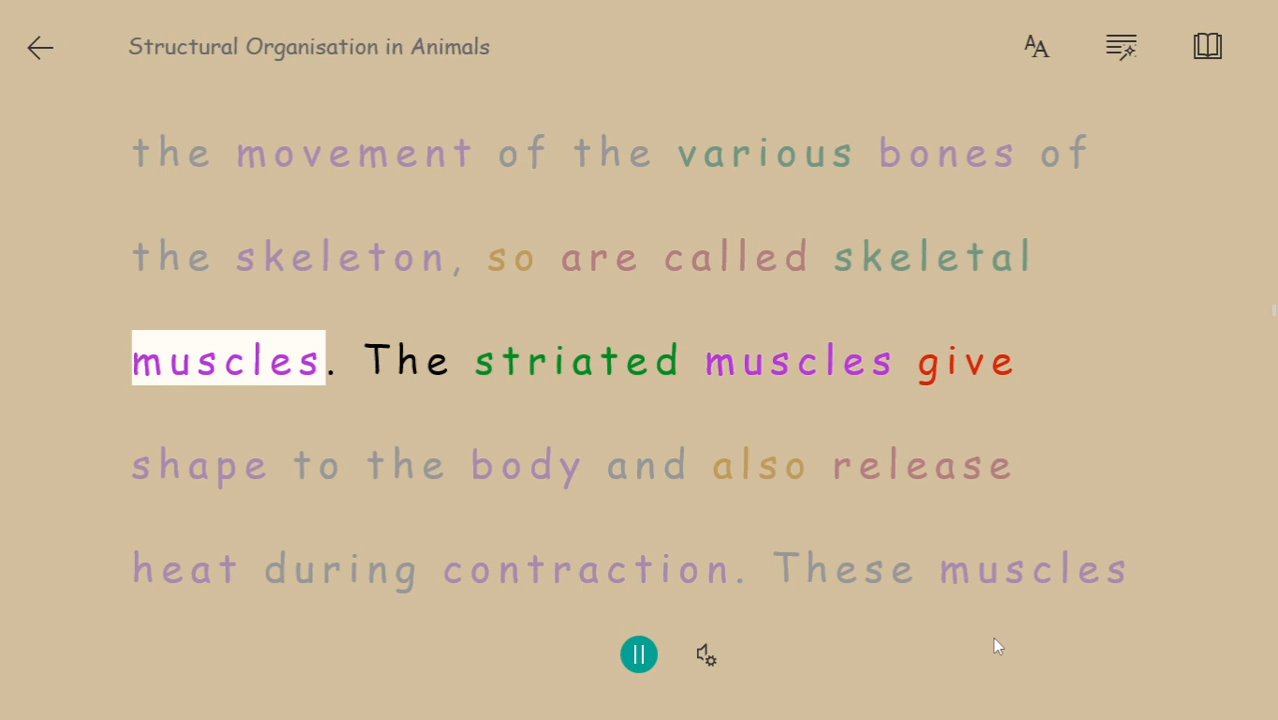 Structural Organisation in Animals
the movement of the various bones of
the skeleton, so are called skeletal
muscles. The striated muscles give
shape to the body and also release
heat during contraction. These muscles